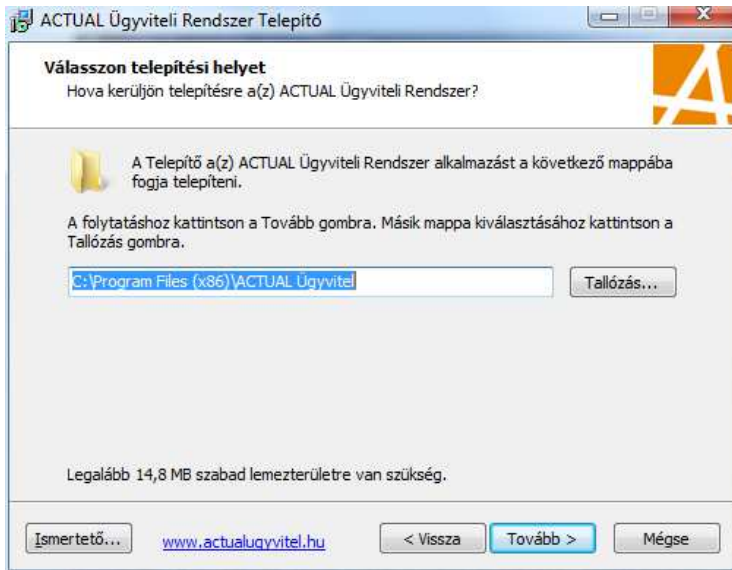 ACTUAL Ügyviteli Rendszer Telepítő
Válasszon telepítési helyet
Hova kerüljön telepítésre a(z) ACTUAL Ügyviteli Rendszer?
A Telepítő a(z) ACTUAL Ügyviteli Rendszer alkalmazást a következő mappába
fogja telepíteni.
A folytatáshoz kattintson a Tovább gombra. Másik mappa kiválasztásához kattintson a
Tallózás gombra.
C:\Program Files (x86)\ACTUAL Ügyvitel
Tallózás...
Legalább 14,8 MB szabad lemezterületre van szükség.
Ismertető... www.actualugyvitel.hu < Vissza Tovább > Mégse